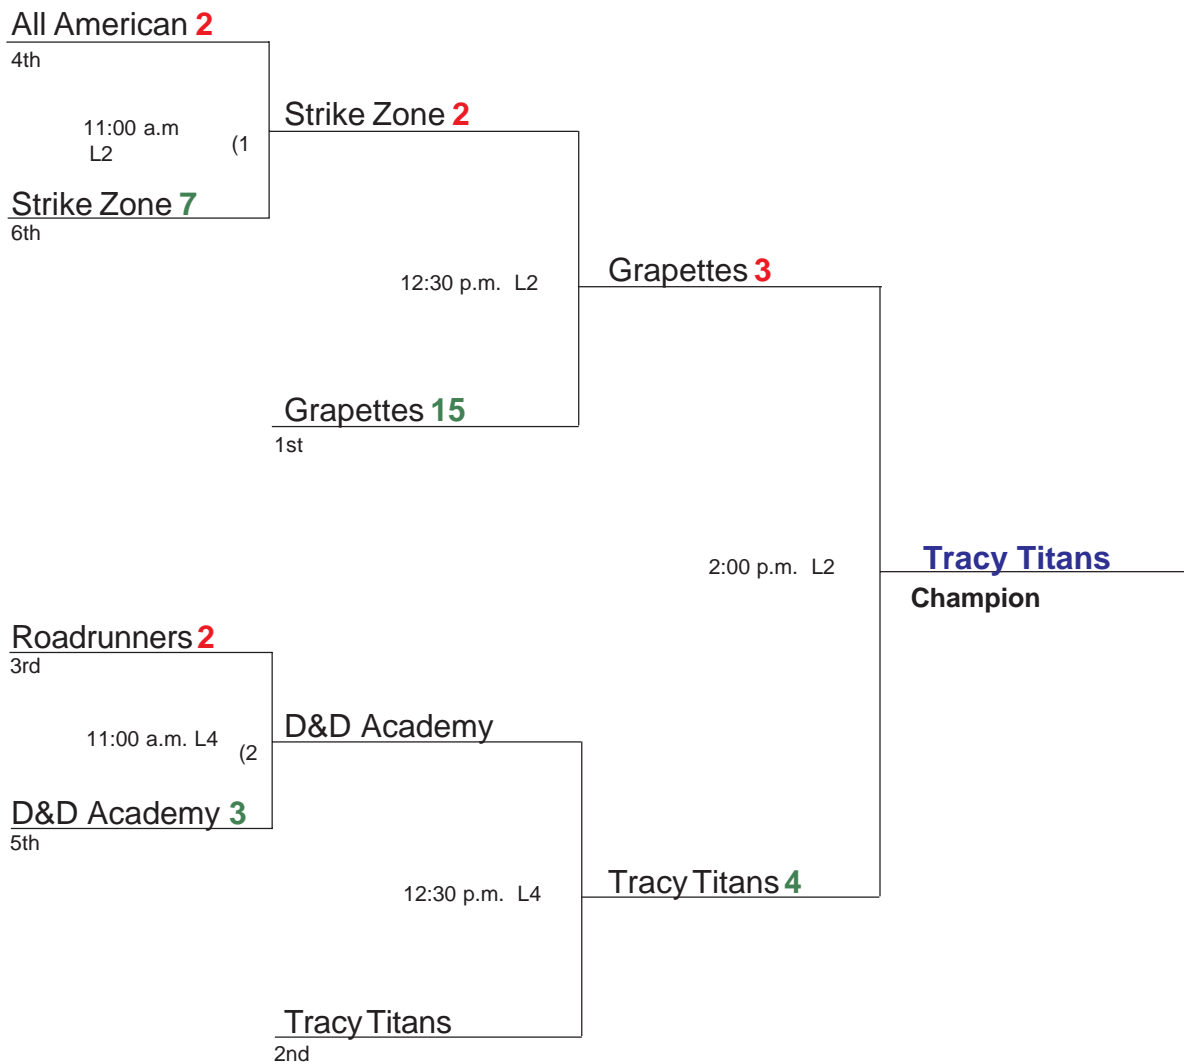 All American 2
4th
11:00 a.m
L2
(1
Strike Zone 7
6th
Strike Zone 2
12:30 p.m. L2
Grapettes 15
1st
Grapettes 3
2:00 p.m. L2
Tracy Titans
Champion
Roadrunners 2
3rd
11:00 a.m. L4
(2
D&D Academy 3
5th
D&D Academy
12:30 p.m. L4
Tracy Titans
2nd
Tracy Titans 4